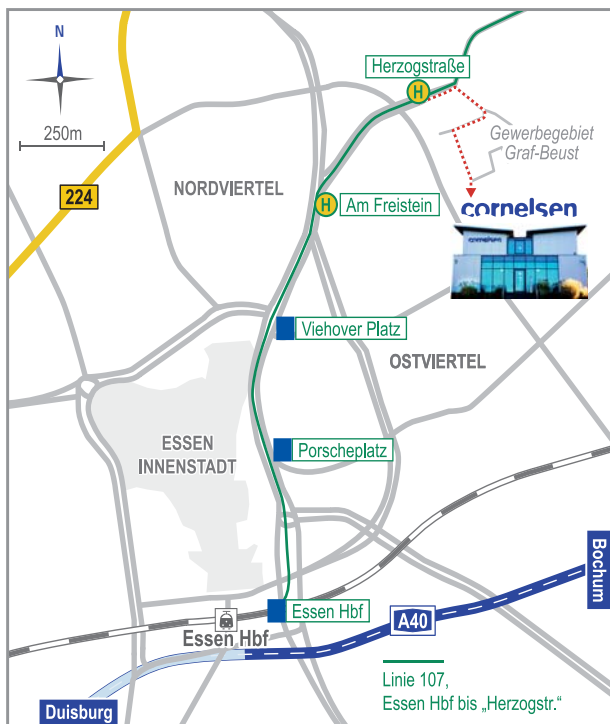 N
250m
224
Herzogstraße
H
Gewerbegebiet
Graf-Beust
NORDVIERTEL
H
Am Freistein
cornelsen
cornelsen
Viehover Platz
OSTVIERTEL
ESSEN
INNENSTADT
Porscheplatz
Bochum
Essen Hbf
A40
Essen Hbf
Linie 107,
Essen Hbf bis „Herzogstr.“
Duisburg